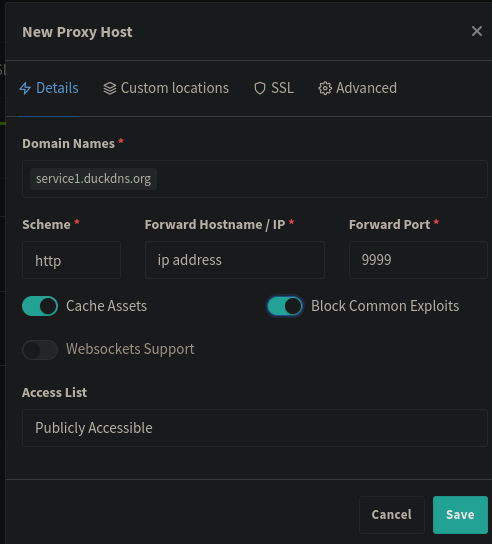 New Proxy Host
Details Custom locations SSL Advanced
Domain Names *
service1.duckdns.org
Scheme * Forward Hostname / IP * Forward Port *
http ip address 9999
Cache Assets Block Common Exploits
Websockets Support
Access List
Publicly Accessible
Cancel Save